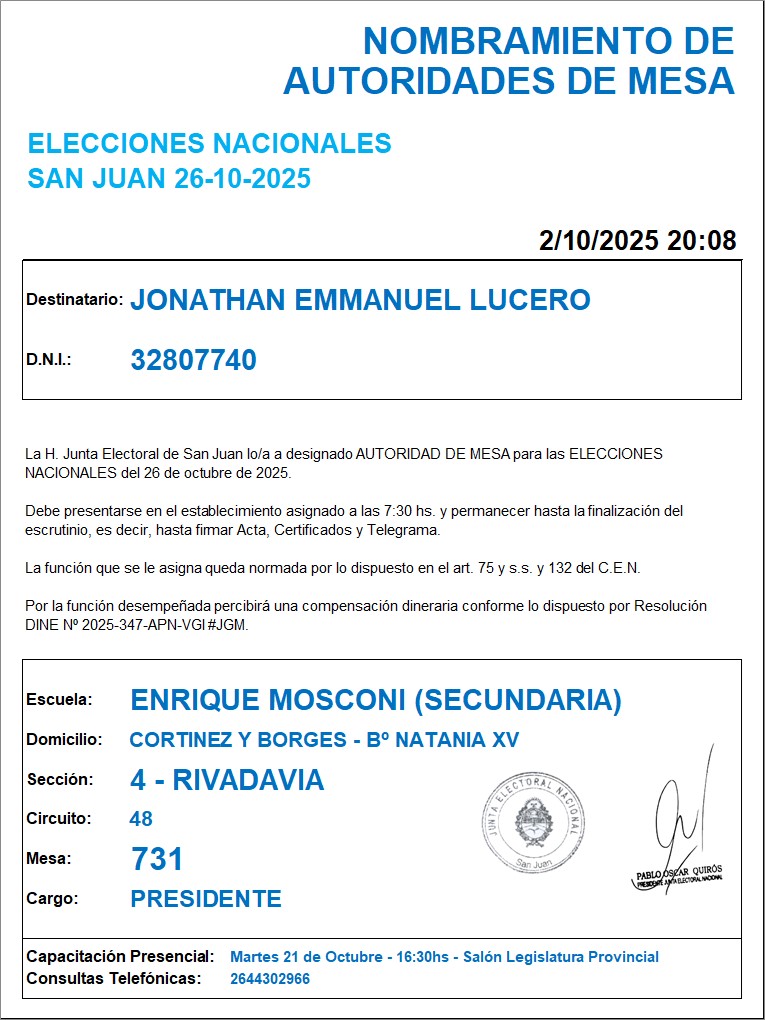 NOMBRAMIENTO DE
AUTORIDADES DE MESA
ELECCIONES NACIONALES
SAN JUAN 26-10-2025
2/10/2025 20:08
Destinatario: JONATHAN EMMANUEL LUCERO
D.N.I.: 32807740
La H. Junta Electoral de San Juan lo/a a designado AUTORIDAD DE MESA para las ELECCIONES
NACIONALES del 26 de octubre de 2025.
Debe presentarse en el establecimiento asignado a las 7:30 hs. y permanecer hasta la finalización del
escrutinio, es decir, hasta firmar Acta, Certificados y Telegrama.
La función que se le asigna queda normada por lo dispuesto en el art. 75 y s.s. y 132 del C.E.N.
Por la función desempeñada percibirá una compensación dineraria conforme lo dispuesto por Resolución
DINE Nº 2025-347-APN-VGI#JGM.
Escuela: ENRIQUE MOSCONI (SECUNDARIA)
Domicilio: CORTINEZ Y BORGES - Bº NATANIA XV
Sección: 4 - RIVADAVIA
Circuito: 48
Mesa: 731
Cargo: PRESIDENTE
JUNTA ELECTORAL NACIONAL
San Juan
PABLO OSCAR QUIRÓS
PRESIDENTE JUNTA ELECTORAL NACIONAL
Capacitación Presencial: Martes 21 de Octubre - 16:30hs - Salón Legislatura Provincial
Consultas Telefónicas: 2644302966